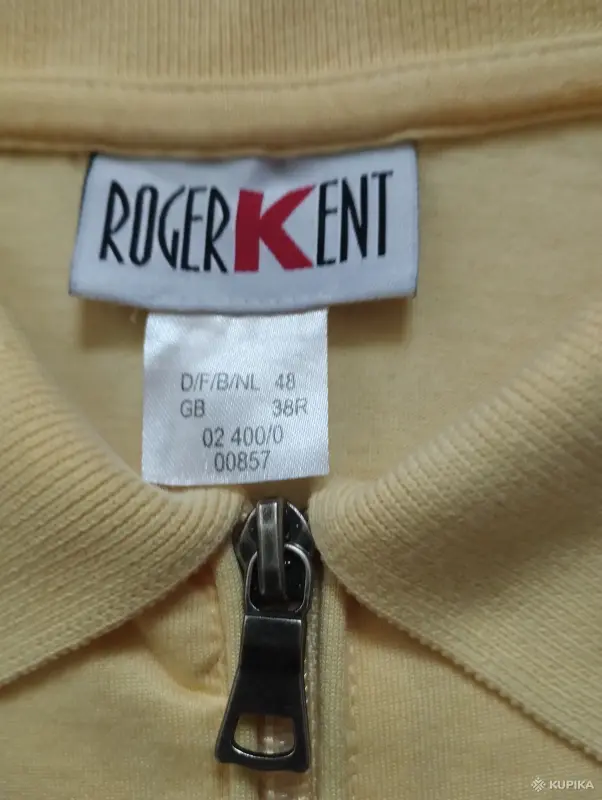 ROGERKENT
D/F/B/NL 48
GB 38R
02 400/0
00857
KUPIKA